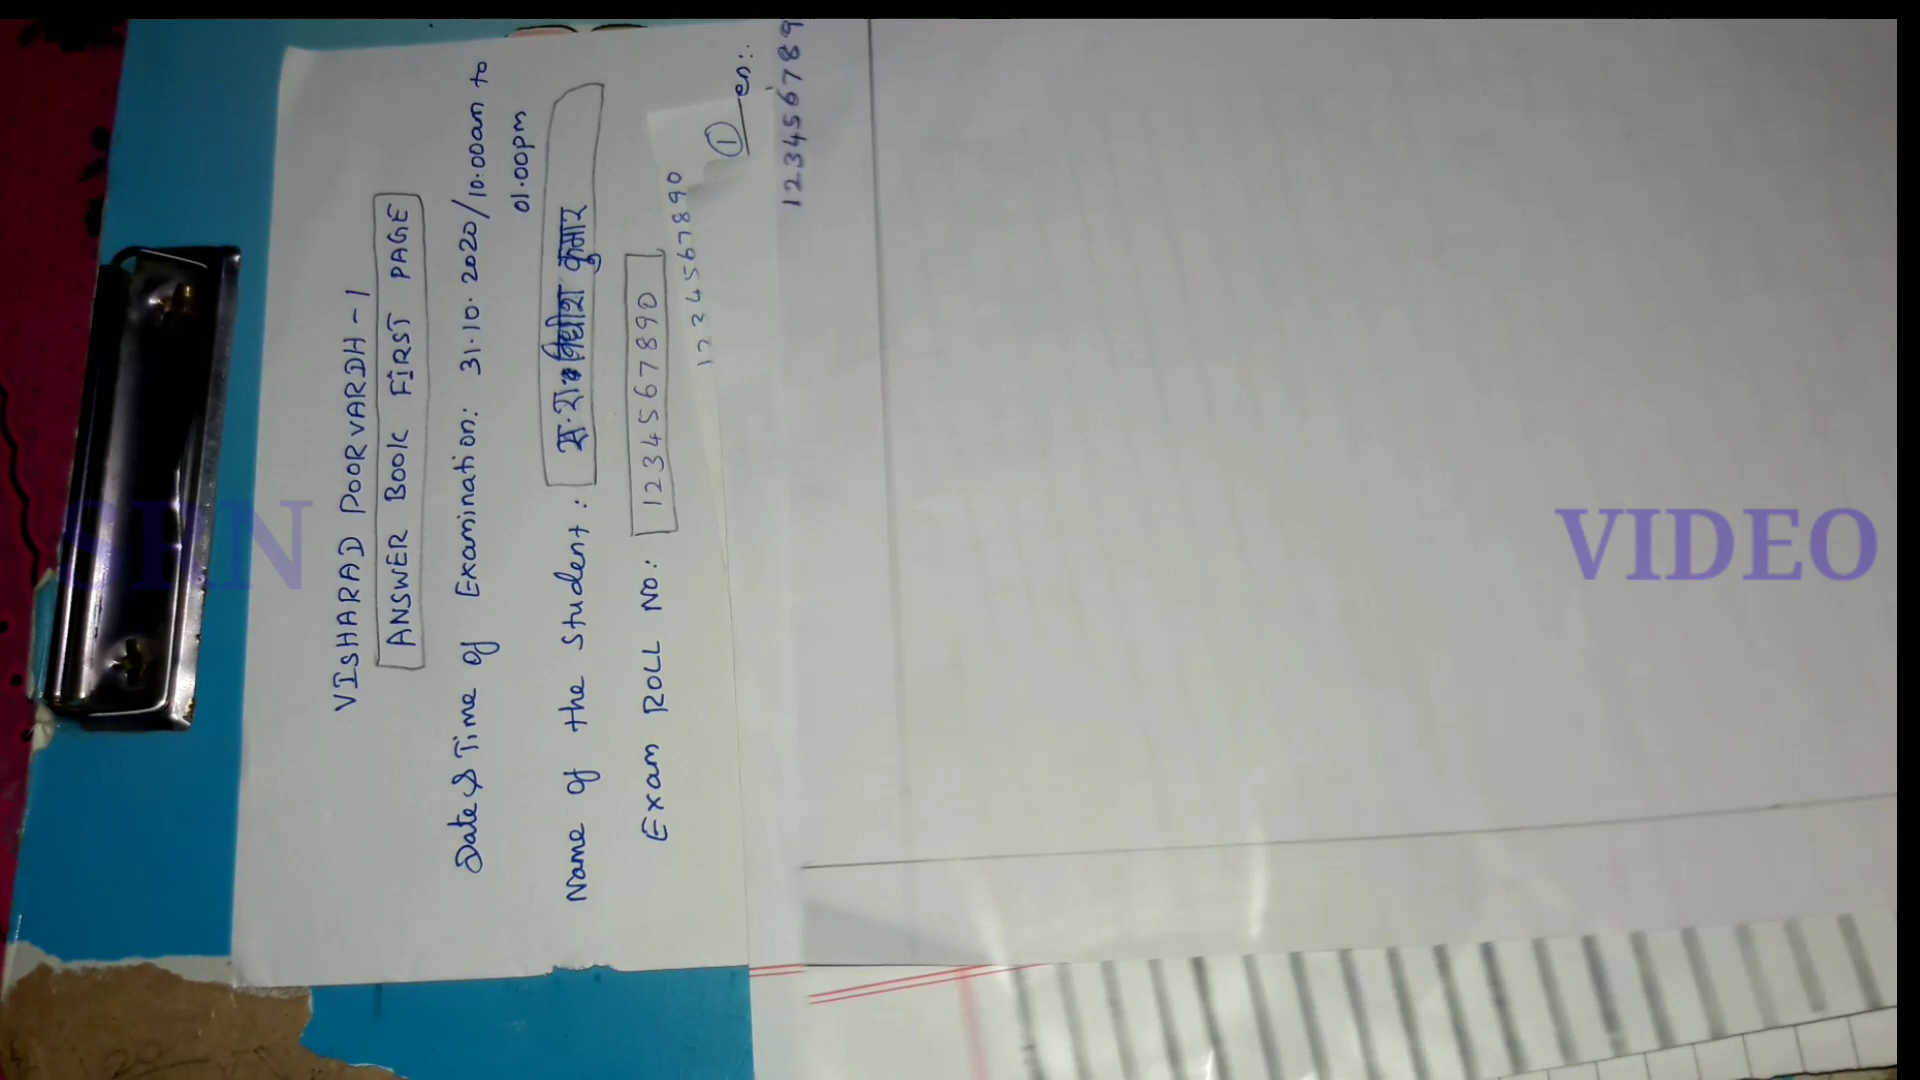 VISHARAD POORVARDH - 1
ANSWER BOOK FIRST PAGE
Date & Time of Examination: 31.10.2020/10.00am to
01.00pm
Name of the student: स. रा. कुमार
Exam ROLL No: 1234567890
1234567890
①
en:
123456789
SRN VIDEO